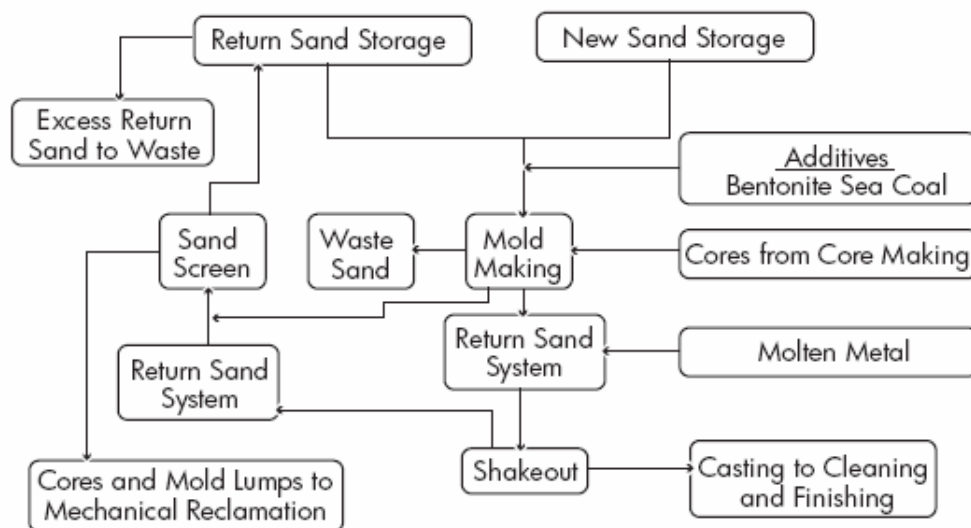 Return Sand Storage
New Sand Storage
Excess Return
Sand to Waste
Additives
Bentonite Sea Coal
Sand
Screen
Waste
Sand
Mold
Making
Cores from Core Making
Return Sand
System
Return Sand
System
Molten Metal
Cores and Mold Lumps to
Mechanical Reclamation
Shakeout
Casting to Cleaning
and Finishing